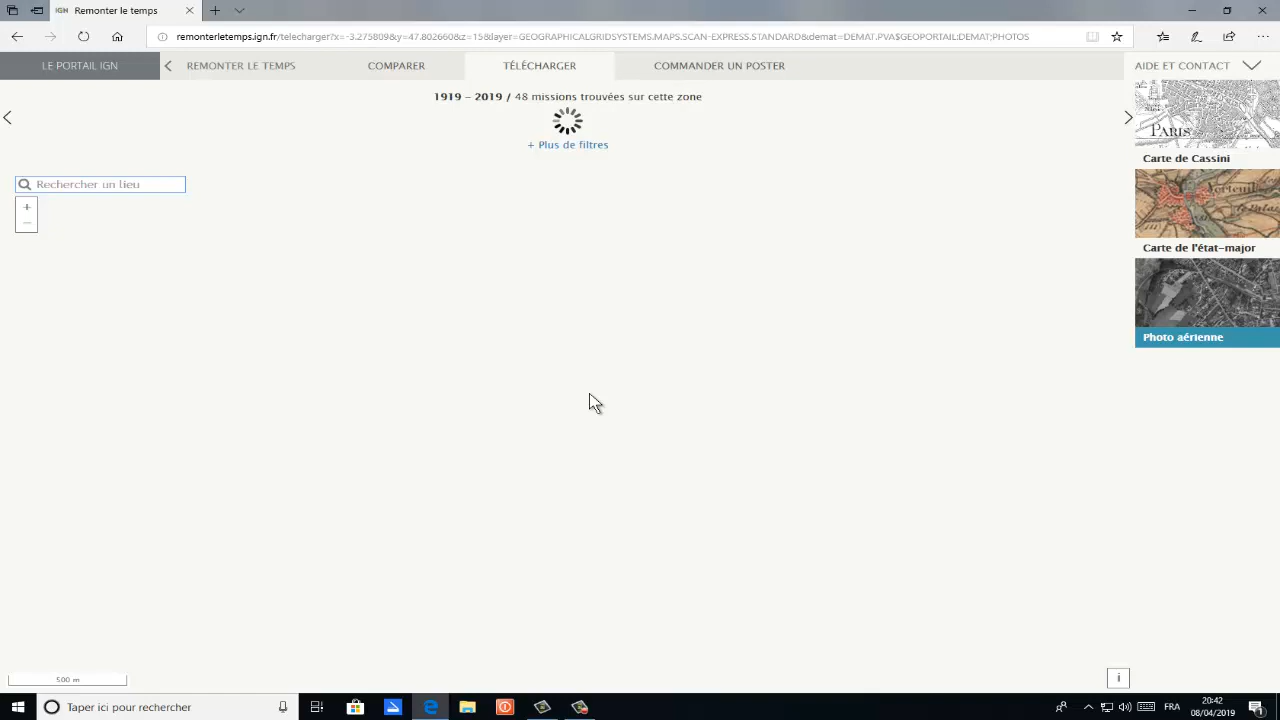 IGN Remonter le temps
remonterletemps.ign.fr/telecharger?x=-3.275809&y=47.802660&z=15&layer=GEOGRAPHICALGRIDSYSTEMS.MAPS.SCAN-EXPRESS.STANDARD&demat=DEMAT.PVA$GEOPORTAIL:DEMAT;PHOTOS
LE PORTAIL IGN
REMONTER LE TEMPS
COMPARER
TÉLÉCHARGER
COMMANDER UN POSTER
AIDE ET CONTACT
1919 – 2019 / 48 missions trouvées sur cette zone
+ Plus de filtres
PARIS
Carte de Cassini
Rechercher un lieu
+
−
Carte de l'état-major
Photo aérienne
500 m
i
Taper ici pour rechercher
FRA
20:42
08/04/2019
1